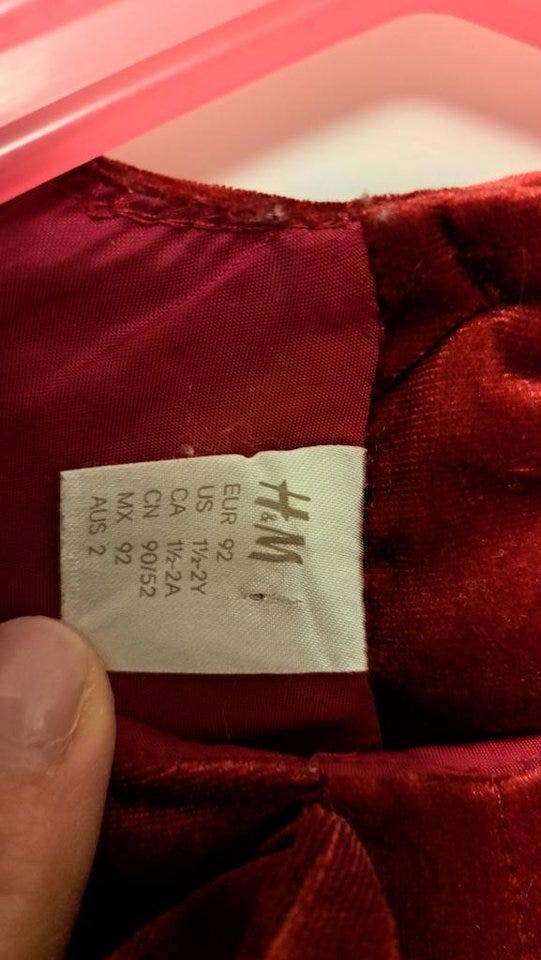 H&M
EUR 92
US 1½-2Y
CA 1½-2A
CN 90/52
MX 92
AUS 2